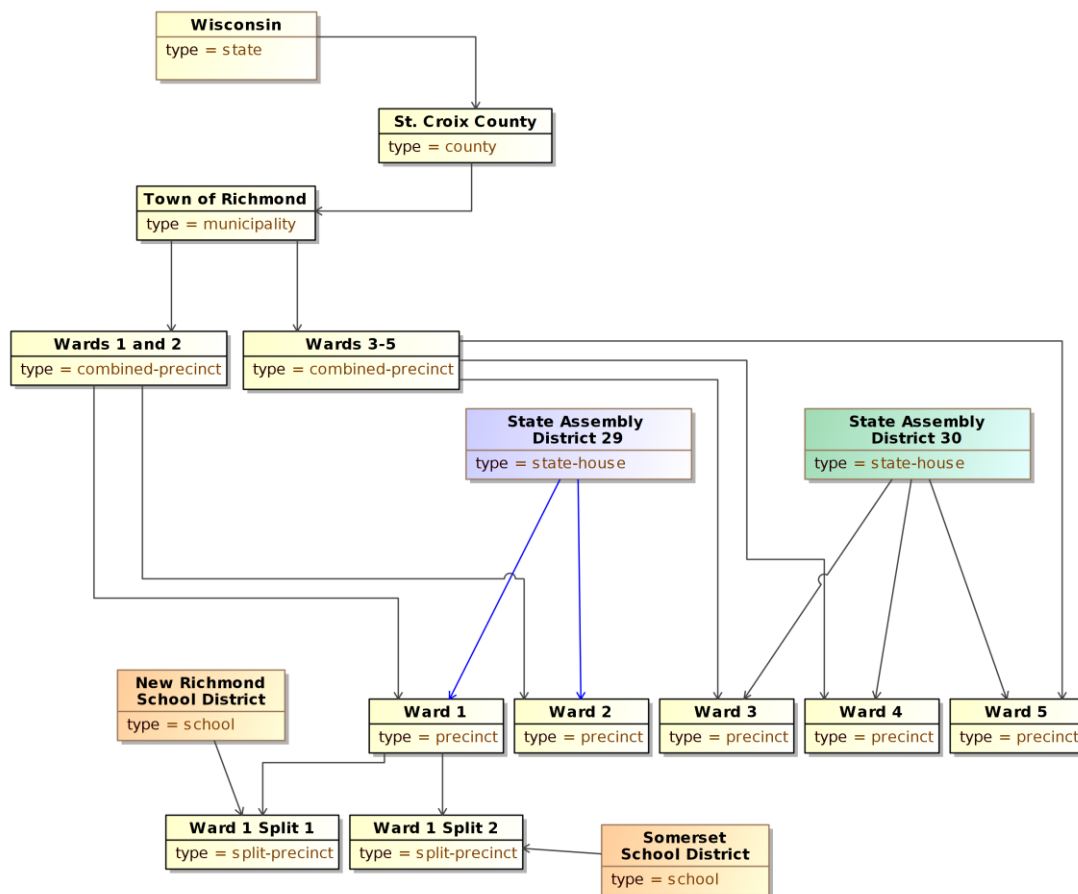 Wisconsin
type = state
St. Croix County
type = county
Town of Richmond
type = municipality
Wards 1 and 2
type = combined-precinct
Wards 3-5
type = combined-precinct
State Assembly
District 29
type = state-house
State Assembly
District 30
type = state-house
New Richmond
School District
type = school
Ward 1
type = precinct
Ward 2
type = precinct
Ward 3
type = precinct
Ward 4
type = precinct
Ward 5
type = precinct
Ward 1 Split 1
type = split-precinct
Ward 1 Split 2
type = split-precinct
Somerset
School District
type = school